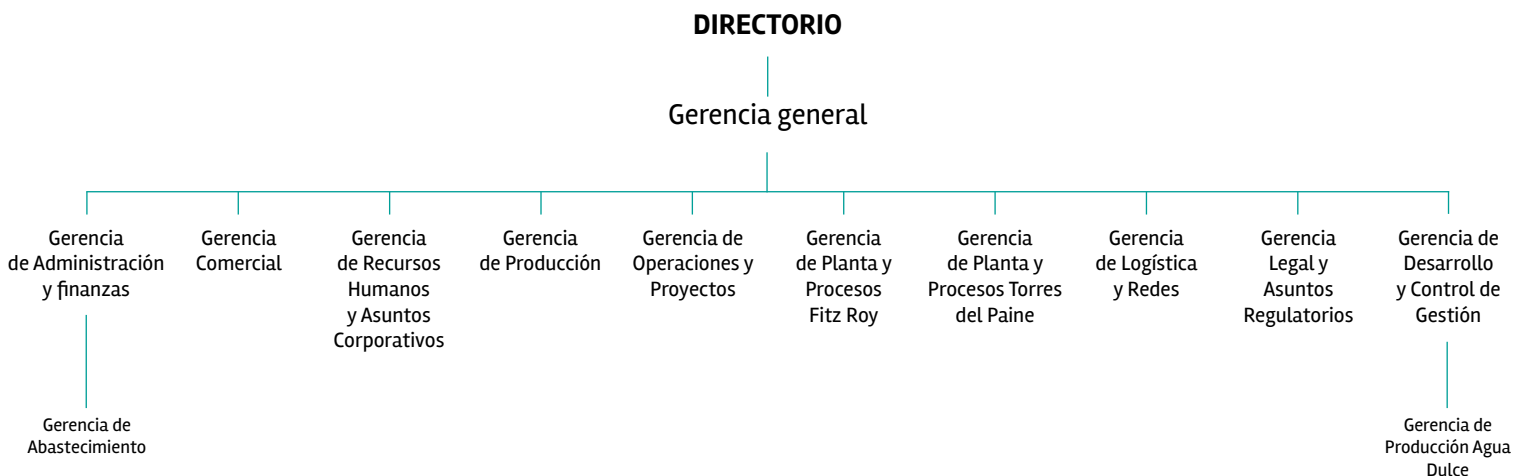 DIRECTORIO
Gerencia general
Gerencia
de Administración
y finanzas
Gerencia
Comercial
Gerencia
de Recursos
Humanos
y Asuntos
Corporativos
Gerencia
de Producción
Gerencia de
Operaciones y
Proyectos
Gerencia
de Planta y
Procesos
Fitz Roy
Gerencia
de Planta y
Procesos Torres
del Paine
Gerencia
de Logística
y Redes
Gerencia
Legal y
Asuntos
Regulatorios
Gerencia de
Desarrollo
y Control de
Gestión
Gerencia de
Abastecimiento
Gerencia de
Producción Agua
Dulce